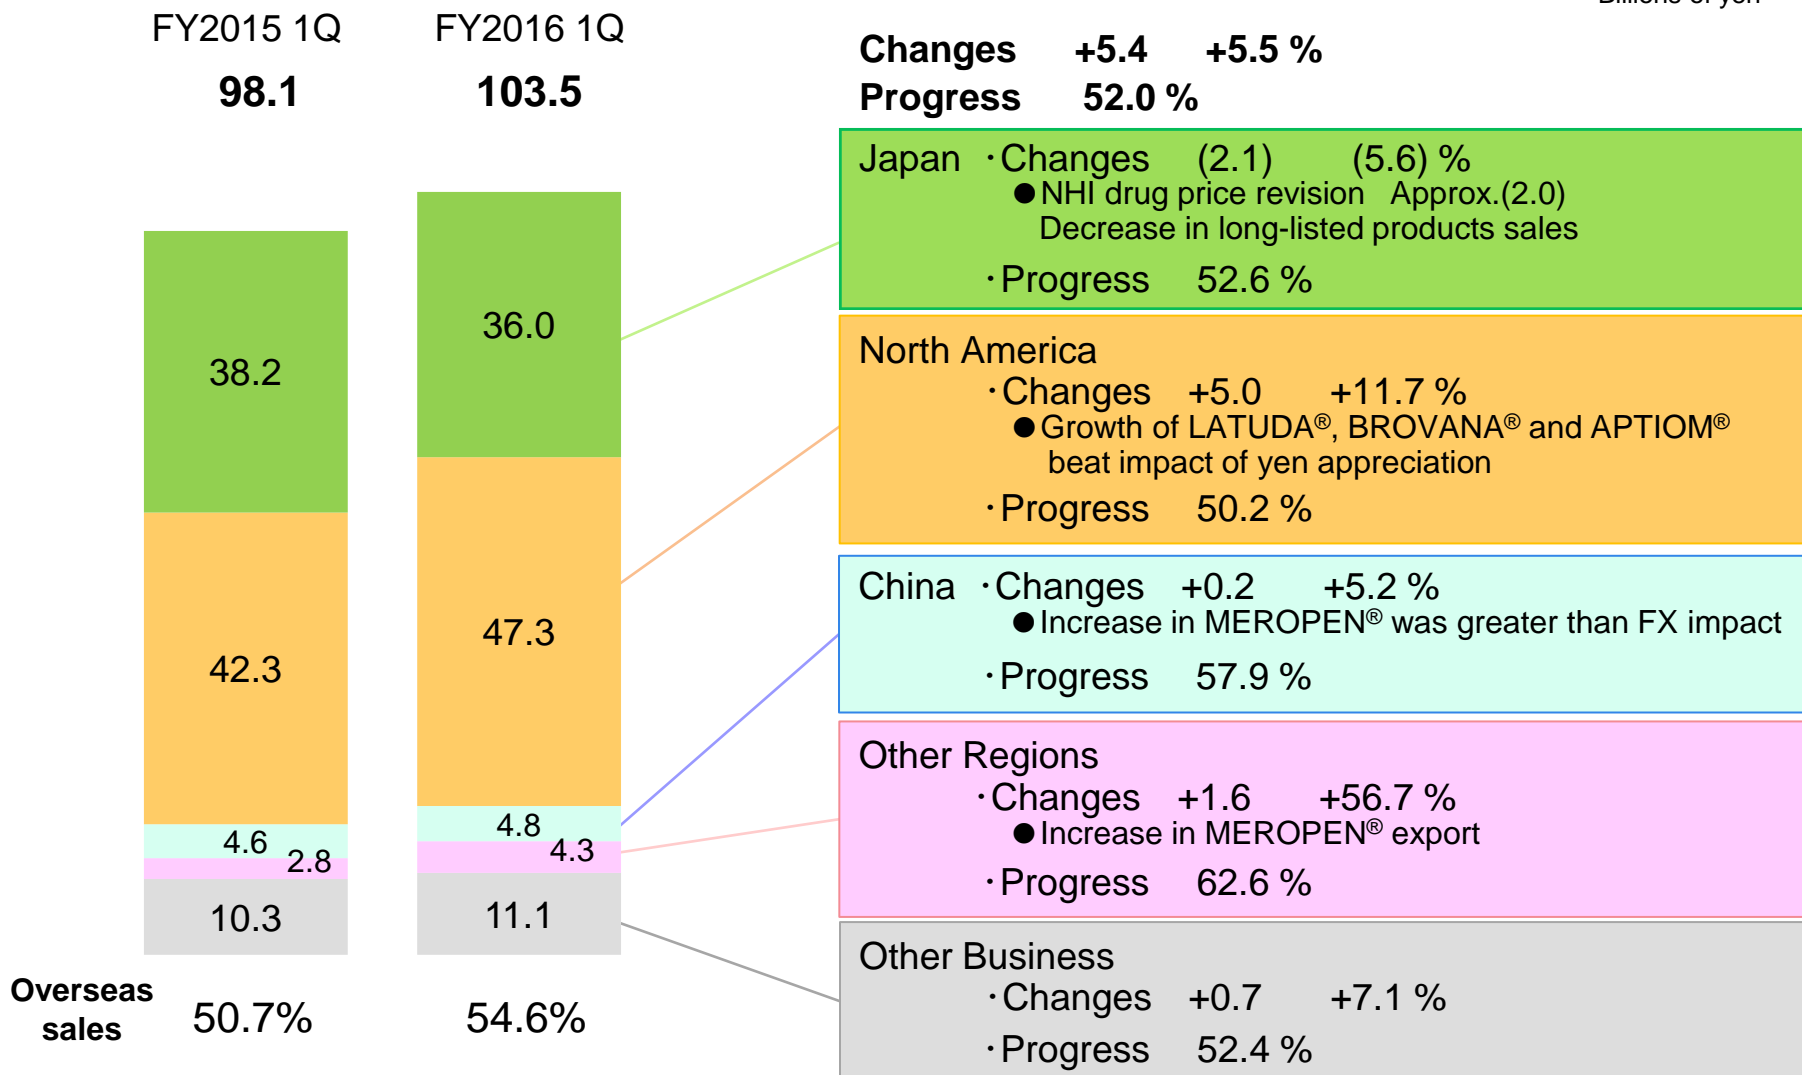 Billions of yen
FY2015 1Q
FY2016 1Q
98.1
103.5
Changes +5.4 +5.5 %
Progress 52.0 %
38.2
42.3
4.6
2.8
10.3
36.0
47.3
4.8
4.3
11.1
Overseas
sales
50.7%
54.6%
Japan ・Changes (2.1) (5.6) %
●NHI drug price revision Approx.(2.0)
Decrease in long-listed products sales
・Progress 52.6 %
North America
・Changes +5.0 +11.7 %
●Growth of LATUDA®, BROVANA® and APTIOM®
beat impact of yen appreciation
・Progress 50.2 %
China ・Changes +0.2 +5.2 %
●Increase in MEROPEN® was greater than FX impact
・Progress 57.9 %
Other Regions
・Changes +1.6 +56.7 %
●Increase in MEROPEN® export
・Progress 62.6 %
Other Business
・Changes +0.7 +7.1 %
・Progress 52.4 %